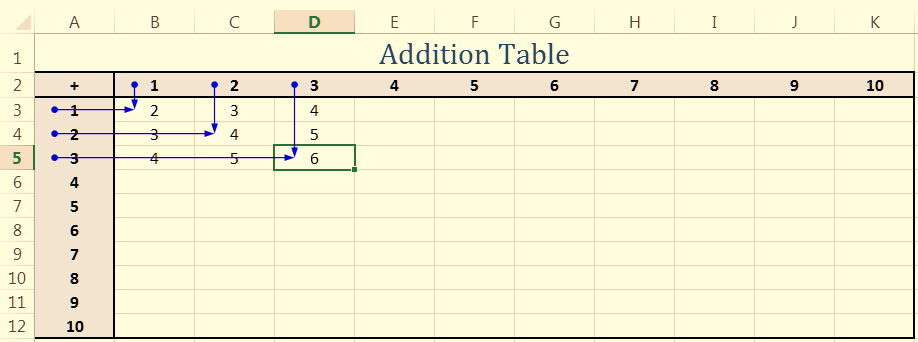 A B C D E F G H I J K
1 Addition Table
2 + 1 2 3 4 5 6 7 8 9 10
3 1 2 3 4
4 2 3 4 5
5 3 4 5 6
6 4
7 5
8 6
9 7
10 8
11 9
12 10